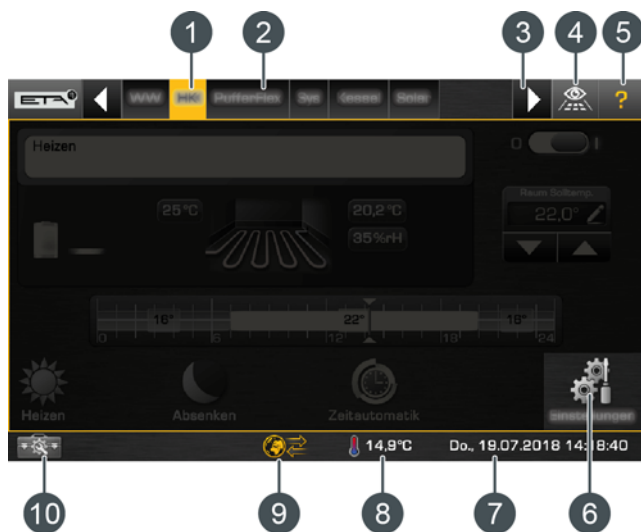 1 2 3 4 5
ETA WW HK PufferFlex Sys Kessel Solar ?
Heizen 0 I
Raum Solltemp.
25°C 20,2°C 22,0°
35%rH
16° 22° 16°
0 6 12 18 24
Heizen Absenken Zeitautomatik Einstellungen
14,9°C Do., 19.07.2018 14:18:40
10 9 8 7 6